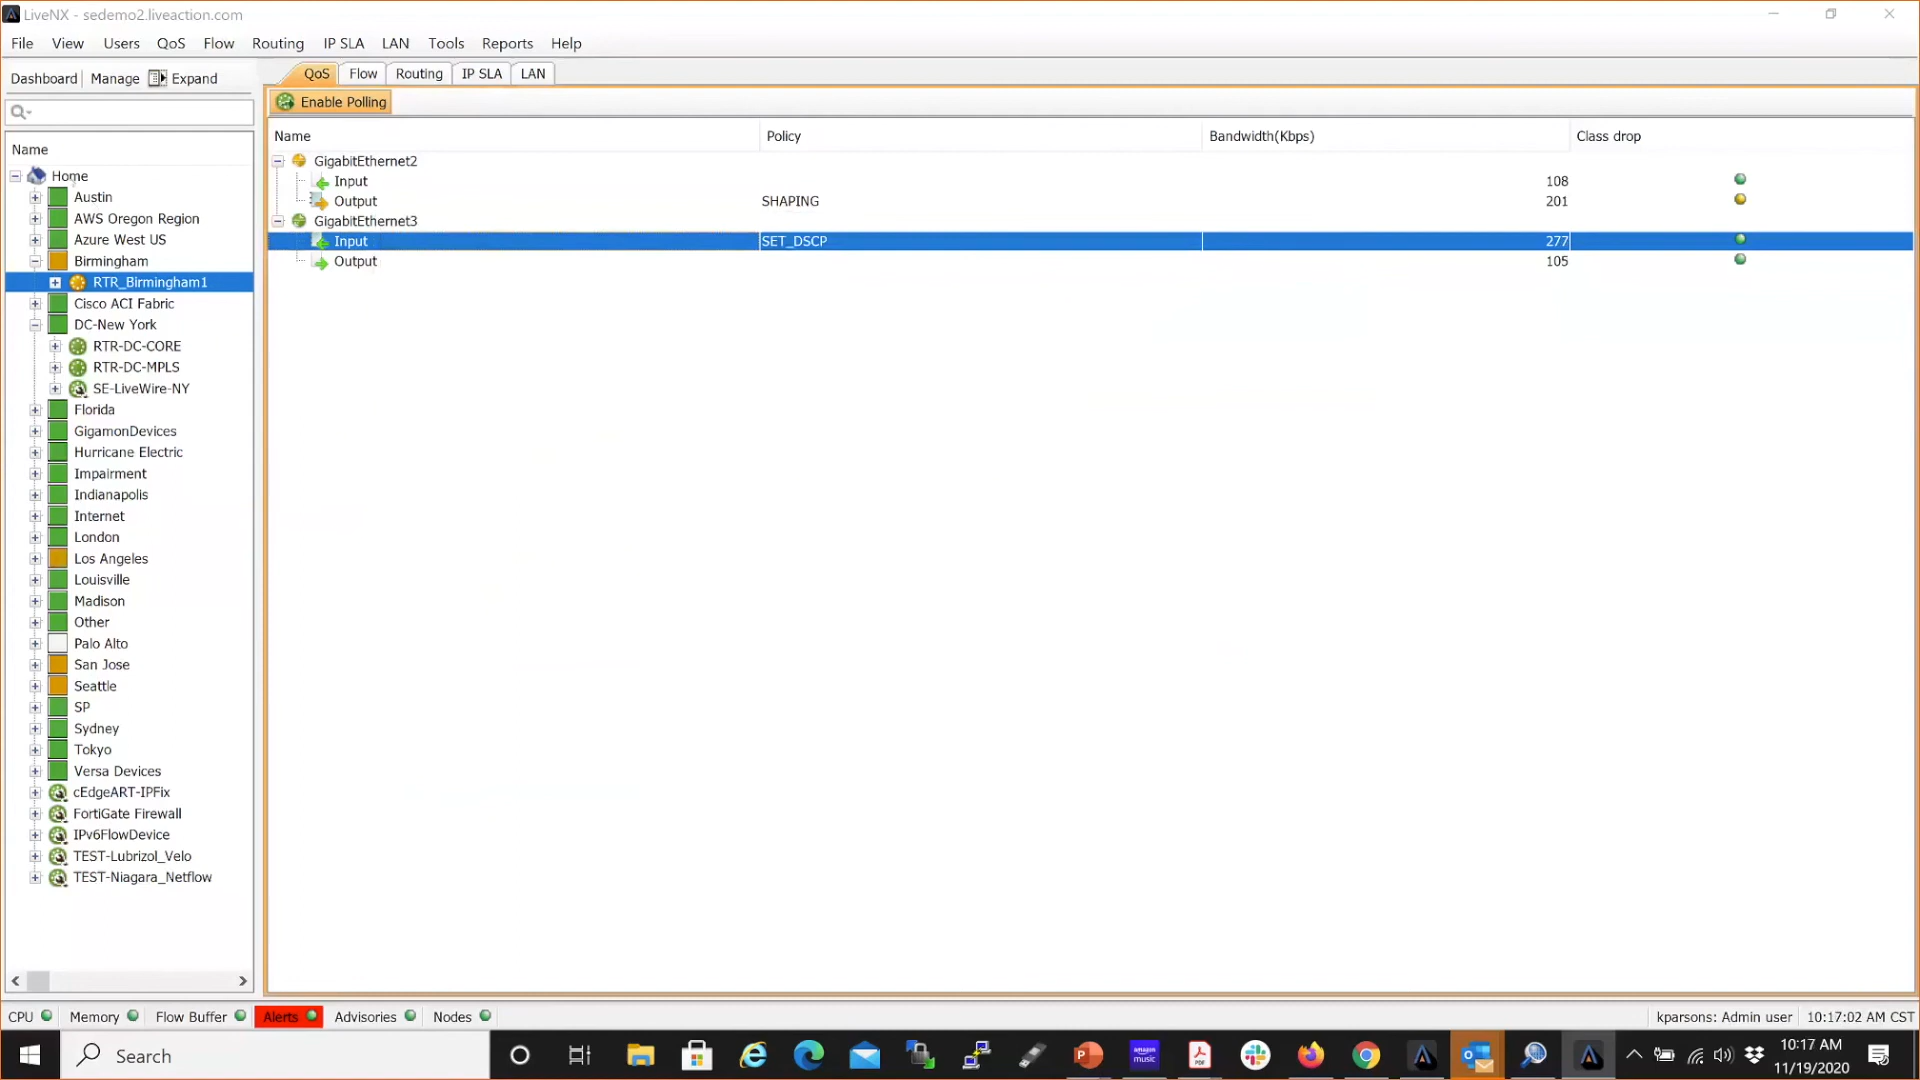 LiveNX - sedemo2.liveaction.com
File View Users QoS Flow Routing IP SLA LAN Tools Reports Help
Dashboard Manage Expand
QoS Flow Routing IP SLA LAN
Enable Polling
Name
Home
Austin
AWS Oregon Region
Azure West US
Birmingham
RTR_Birmingham1
Cisco ACI Fabric
DC-New York
RTR-DC-CORE
RTR-DC-MPLS
SE-LiveWire-NY
Florida
GigamonDevices
Hurricane Electric
Impairment
Indianapolis
Internet
London
Los Angeles
Louisville
Madison
Other
Palo Alto
San Jose
Seattle
SP
Sydney
Tokyo
Versa Devices
cEdgeART-IPFix
FortiGate Firewall
IPv6FlowDevice
TEST-Lubrizol_Velo
TEST-Niagara_Netflow
Name Policy Bandwidth(Kbps) Class drop
GigabitEthernet2
Input 108
Output SHAPING 201
GigabitEthernet3
Input SET_DSCP 277
Output 105
CPU Memory Flow Buffer Alerts Advisories Nodes kparsons: Admin user 10:17:02 AM CST
Search
amazon music
PDF
10:17 AM
11/19/2020